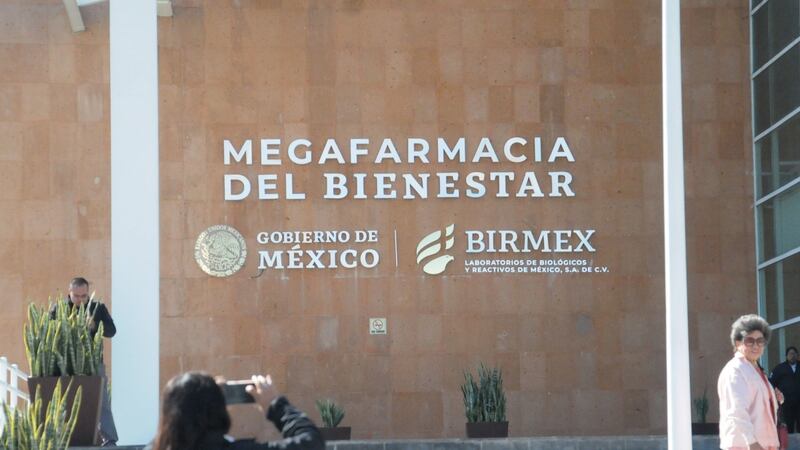 MEGAFARMACIA
DEL BIENESTAR
GOBIERNO DE
MÉXICO
BIRMEX
LABORATORIOS DE BIOLÓGICOS
Y REACTIVOS DE MÉXICO, S.A. DE C.V.